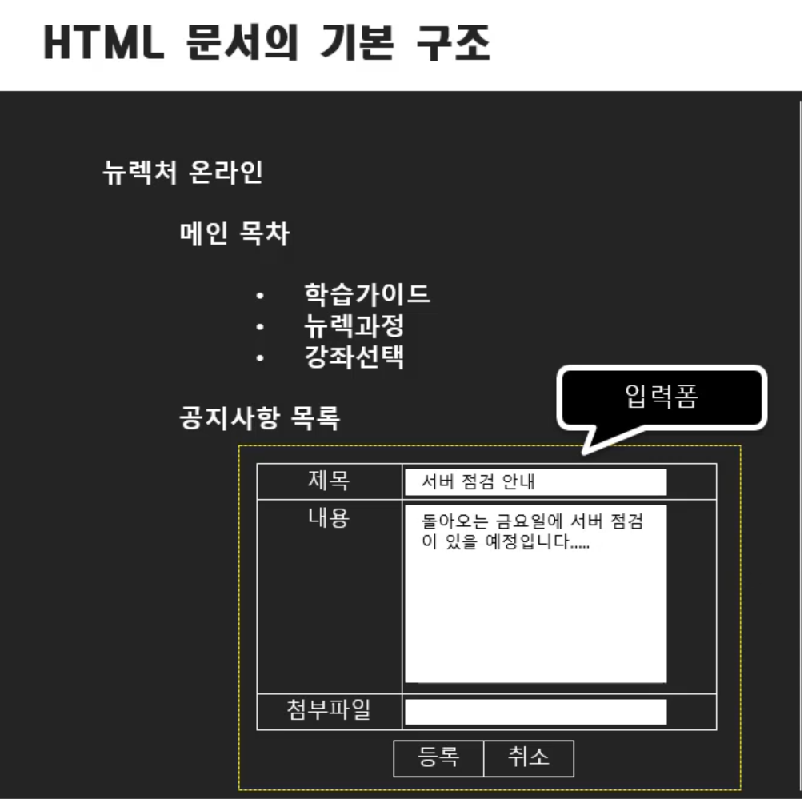 HTML 문서의 기본 구조
뉴렉처 온라인
메인 목차
• 학습가이드
• 뉴렉과정
• 강좌선택
공지사항 목록
입력폼
제목 서버 점검 안내
내용 돌아오는 금요일에 서버 점검
이 있을 예정입니다.....
첨부파일
등록 취소